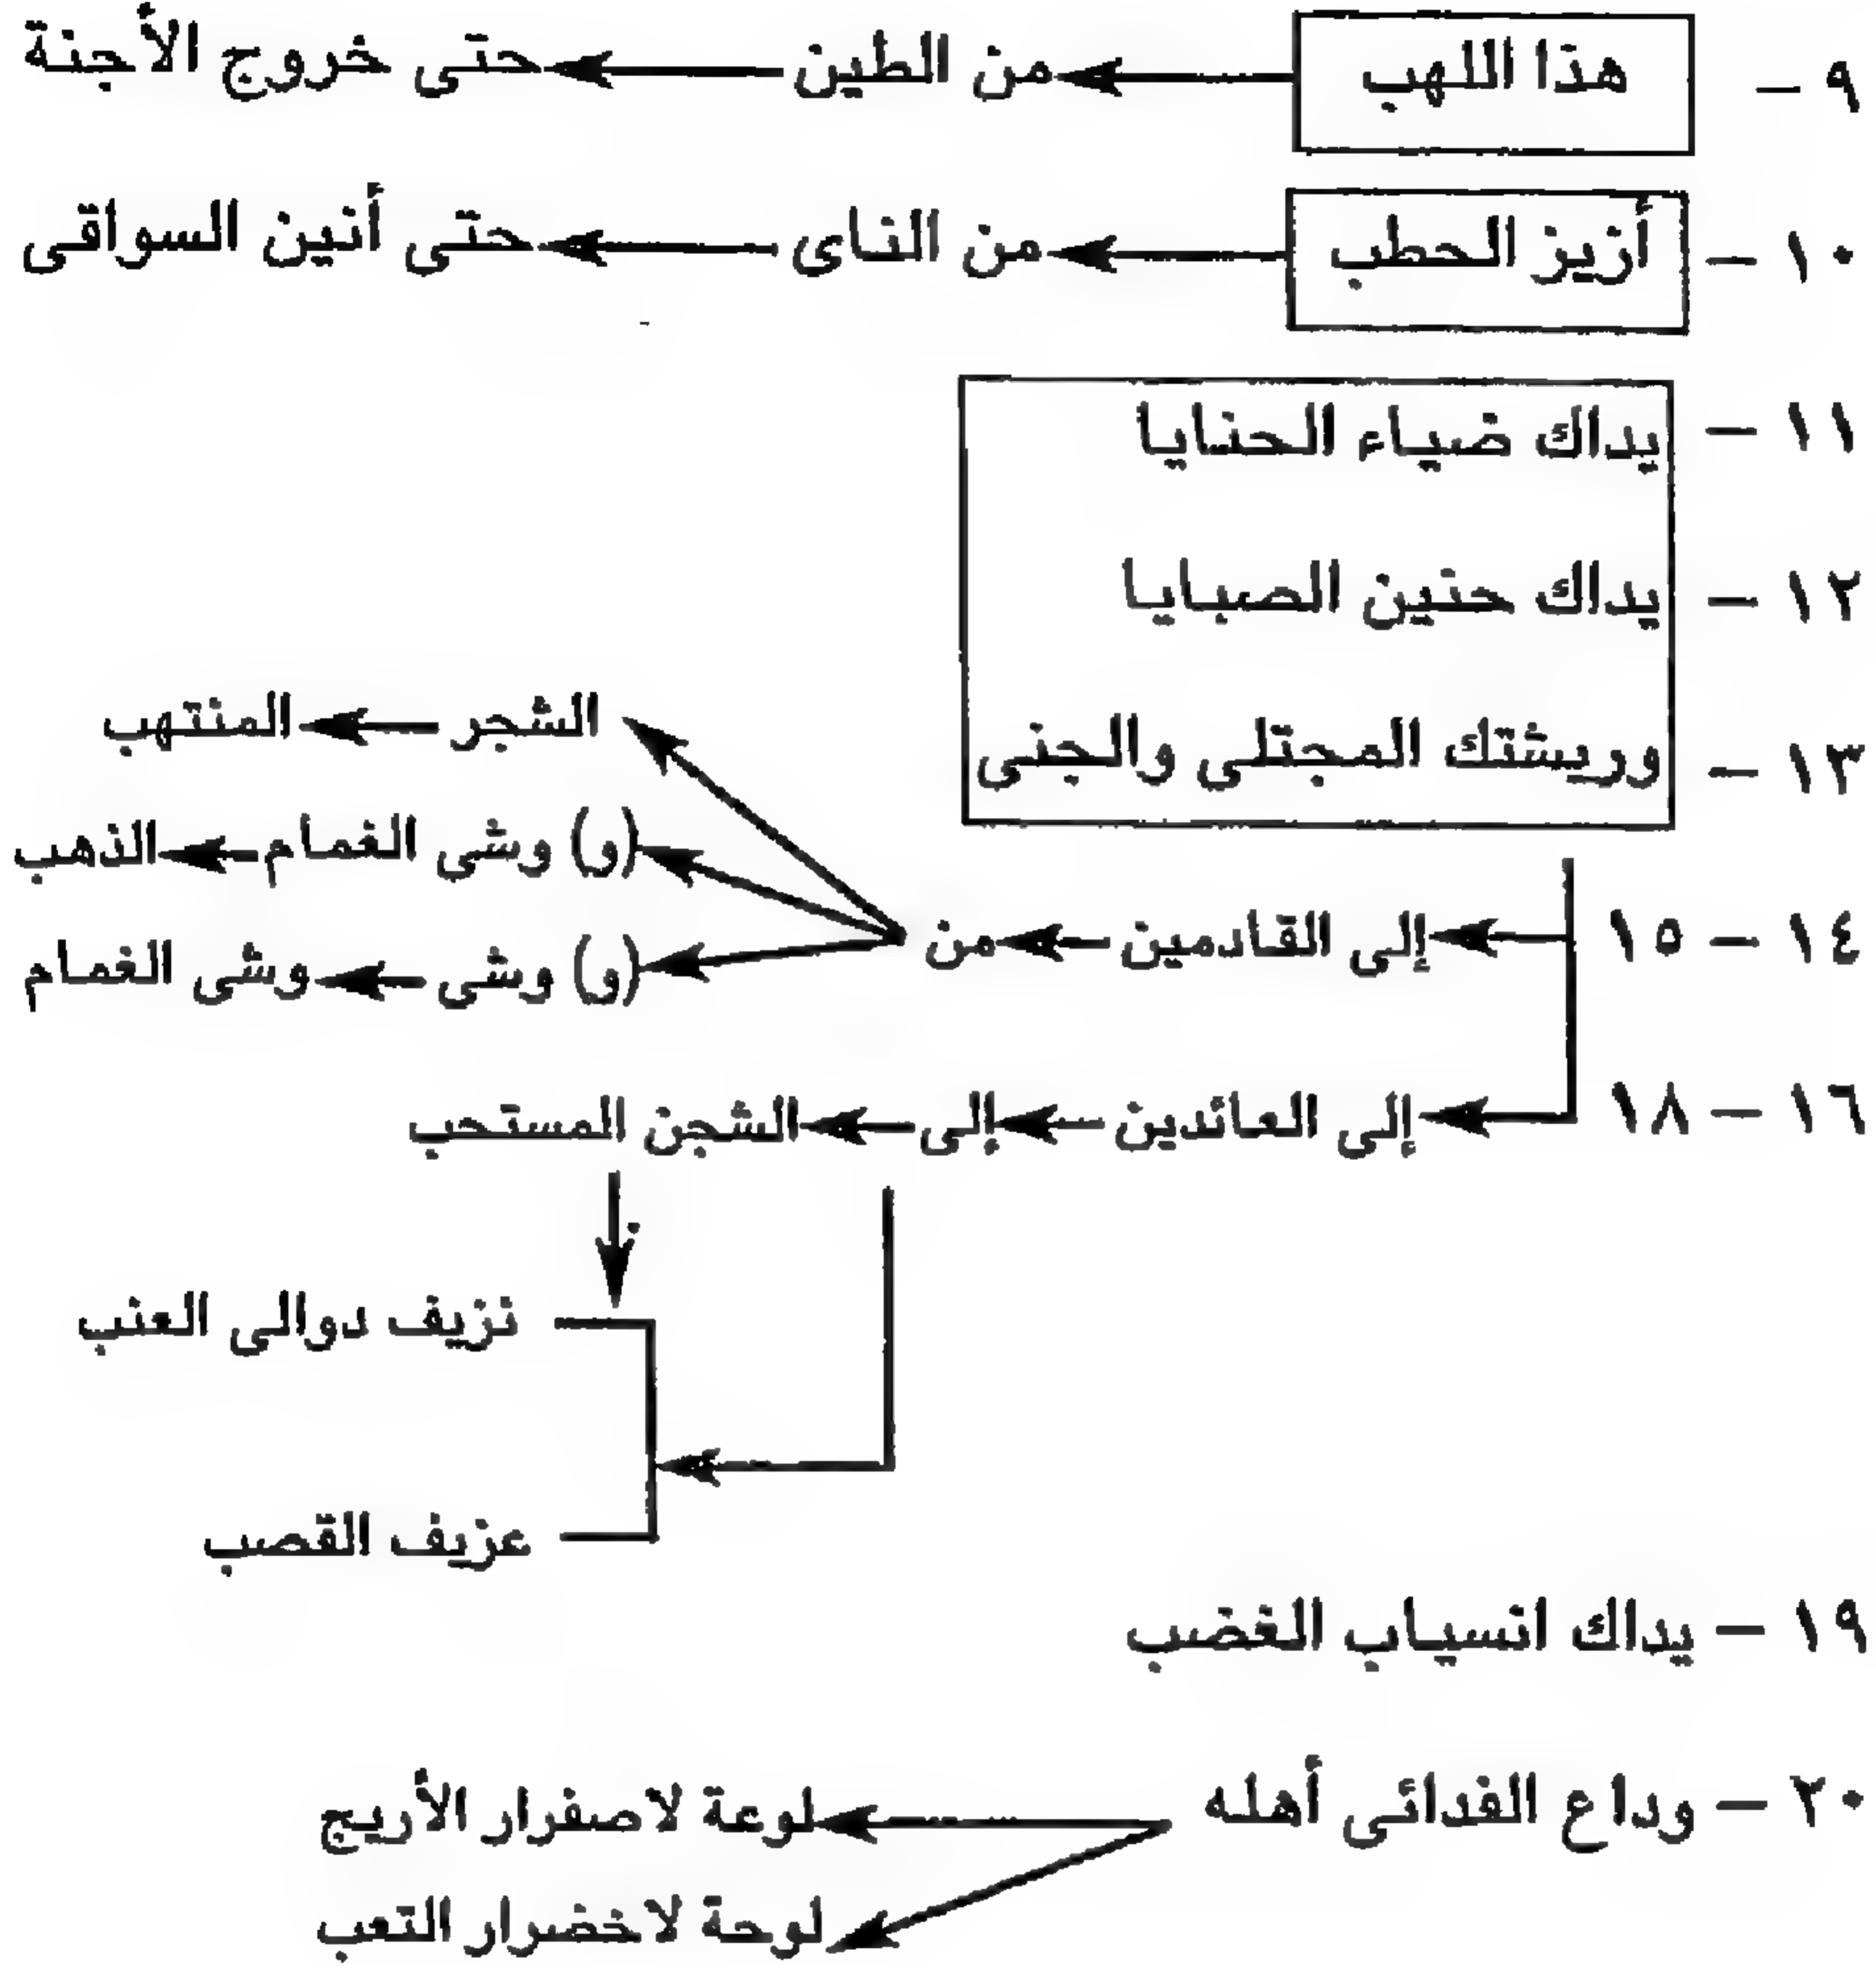 ٩ – هذا اللهب من الطين حتى خروج الأجنة
١٠ – أزيز الحطب من الناى حتى أنين السواقى
١١ – يداك ضياء الحنايا
١٢ – يداك حنين الصبايا
١٣ – وريشتك المجتلى والجنى
الشجر المنتهب
(و) وشى الغمام الذهب
١٤ – ١٥ إلى القادمين من
(و) وشى وشى الغمام
١٦ – ١٨ إلى العائدين إلى الشجن المستحب
نزيف دوالى العنب
عزيف القصب
١٩ – يداك انسياب الغضب
٢٠ – وداع الفدائى أهله لوعة لاصفرار الأريج
لوحة لاخضرار التعب